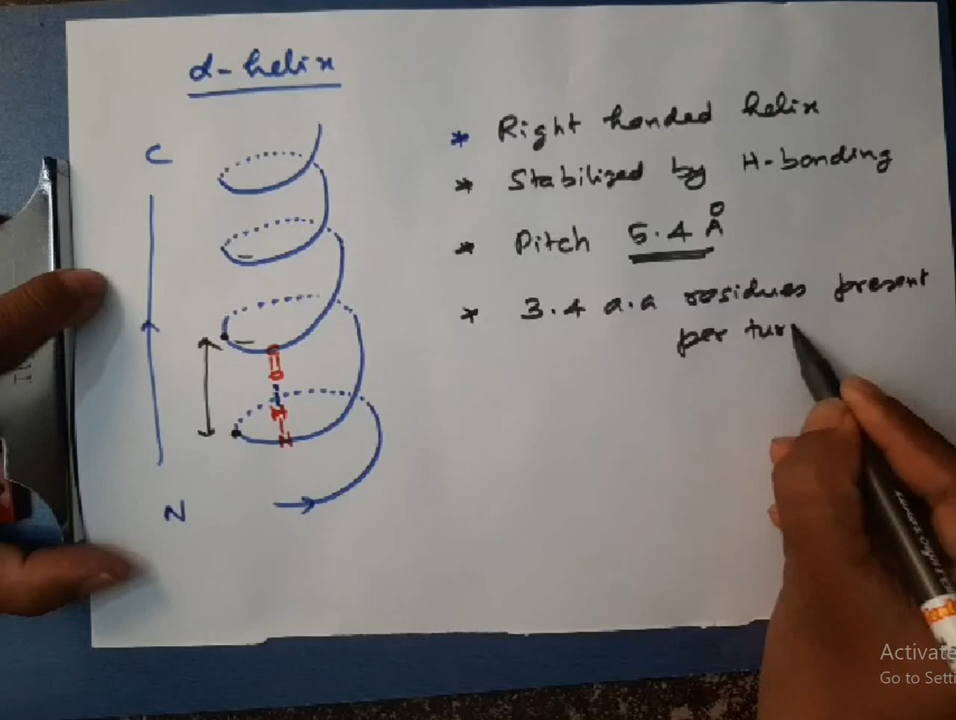 α-helix
C
* Right handed helix
* Stabilized by H-bonding
* Pitch 5.4 Å
* 3.4 a.a residues present
per tur
O
H
N
N
Activate
Go to Setti